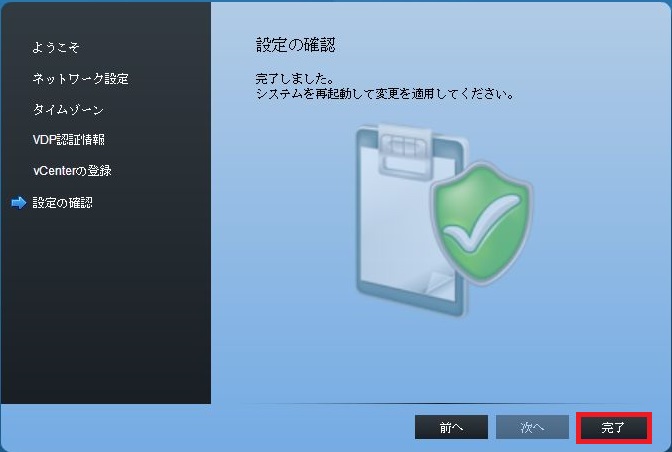 ようこそ
ネットワーク設定
タイムゾーン
VDP認証情報
vCenterの登録
設定の確認
設定の確認
完了しました。
システムを再起動して変更を適用してください。
前へ
次へ
完了